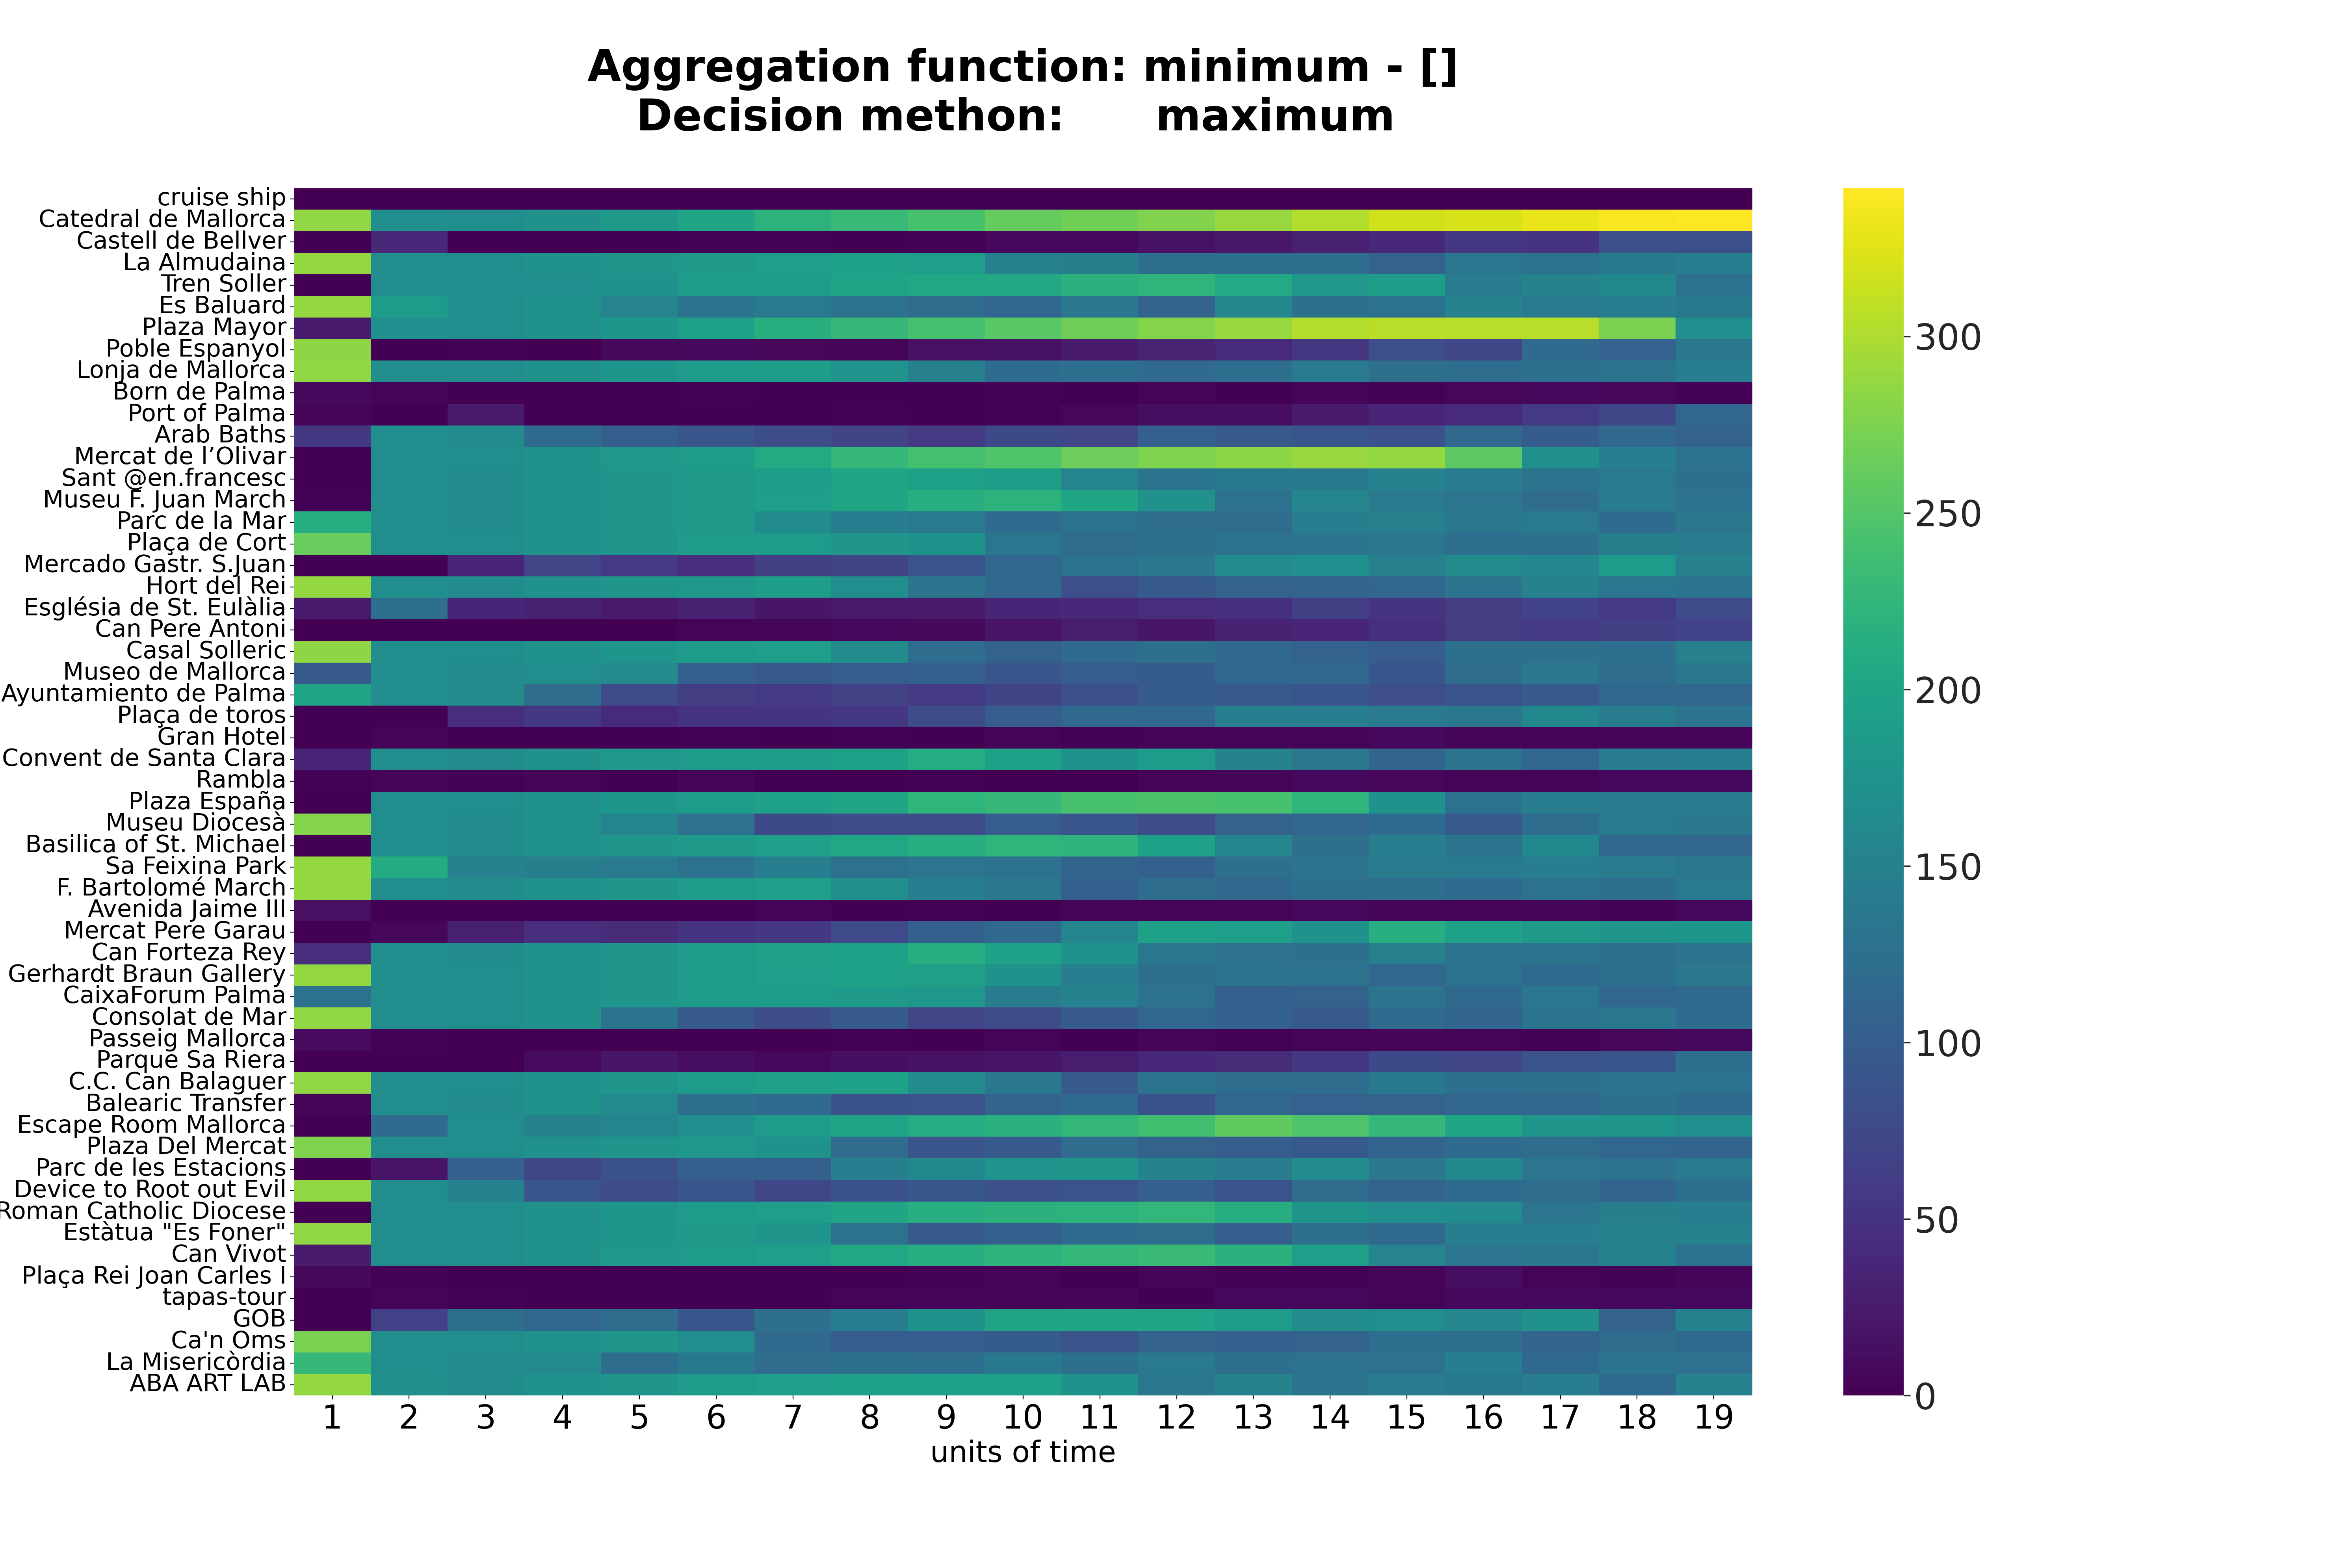 Aggregation function: minimum - []
Decision methon: maximum
cruise ship
Catedral de Mallorca
Castell de Bellver
La Almudaina
Tren Soller
Es Baluard
Plaza Mayor
Poble Espanyol
Lonja de Mallorca
Born de Palma
Port of Palma
Arab Baths
Mercat de l’Olivar
Sant @en.francesc
Museu F. Juan March
Parc de la Mar
Plaça de Cort
Mercado Gastr. S.Juan
Hort del Rei
Església de St. Eulàlia
Can Pere Antoni
Casal Solleric
Museo de Mallorca
Ayuntamiento de Palma
Plaça de toros
Gran Hotel
Convent de Santa Clara
Rambla
Plaza España
Museu Diocesà
Basilica of St. Michael
Sa Feixina Park
F. Bartolomé March
Avenida Jaime III
Mercat Pere Garau
Can Forteza Rey
Gerhardt Braun Gallery
CaixaForum Palma
Consolat de Mar
Passeig Mallorca
Parque Sa Riera
C.C. Can Balaguer
Balearic Transfer
Escape Room Mallorca
Plaza Del Mercat
Parc de les Estacions
Device to Root out Evil
Roman Catholic Diocese
Estàtua "Es Foner"
Can Vivot
Plaça Rei Joan Carles I
tapas-tour
GOB
Ca'n Oms
La Misericòrdia
ABA ART LAB
1 2 3 4 5 6 7 8 9 10 11 12 13 14 15 16 17 18 19
units of time
300
250
200
150
100
50
0